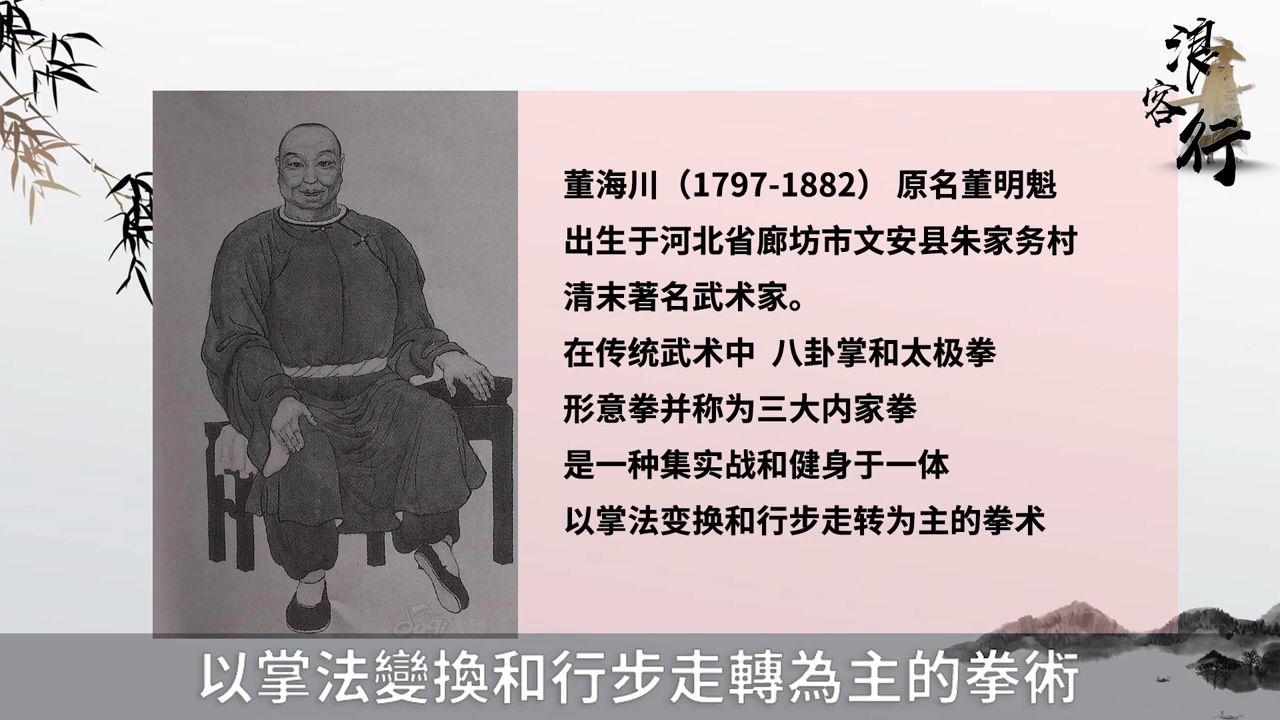 浪客行
董海川（1797-1882） 原名董明魁
出生于河北省廊坊市文安县朱家务村
清末著名武术家。
在传统武术中 八卦掌和太极拳
形意拳并称为三大内家拳
是一种集实战和健身于一体
以掌法变换和行步走转为主的拳术
以掌法變換和行步走轉為主的拳術